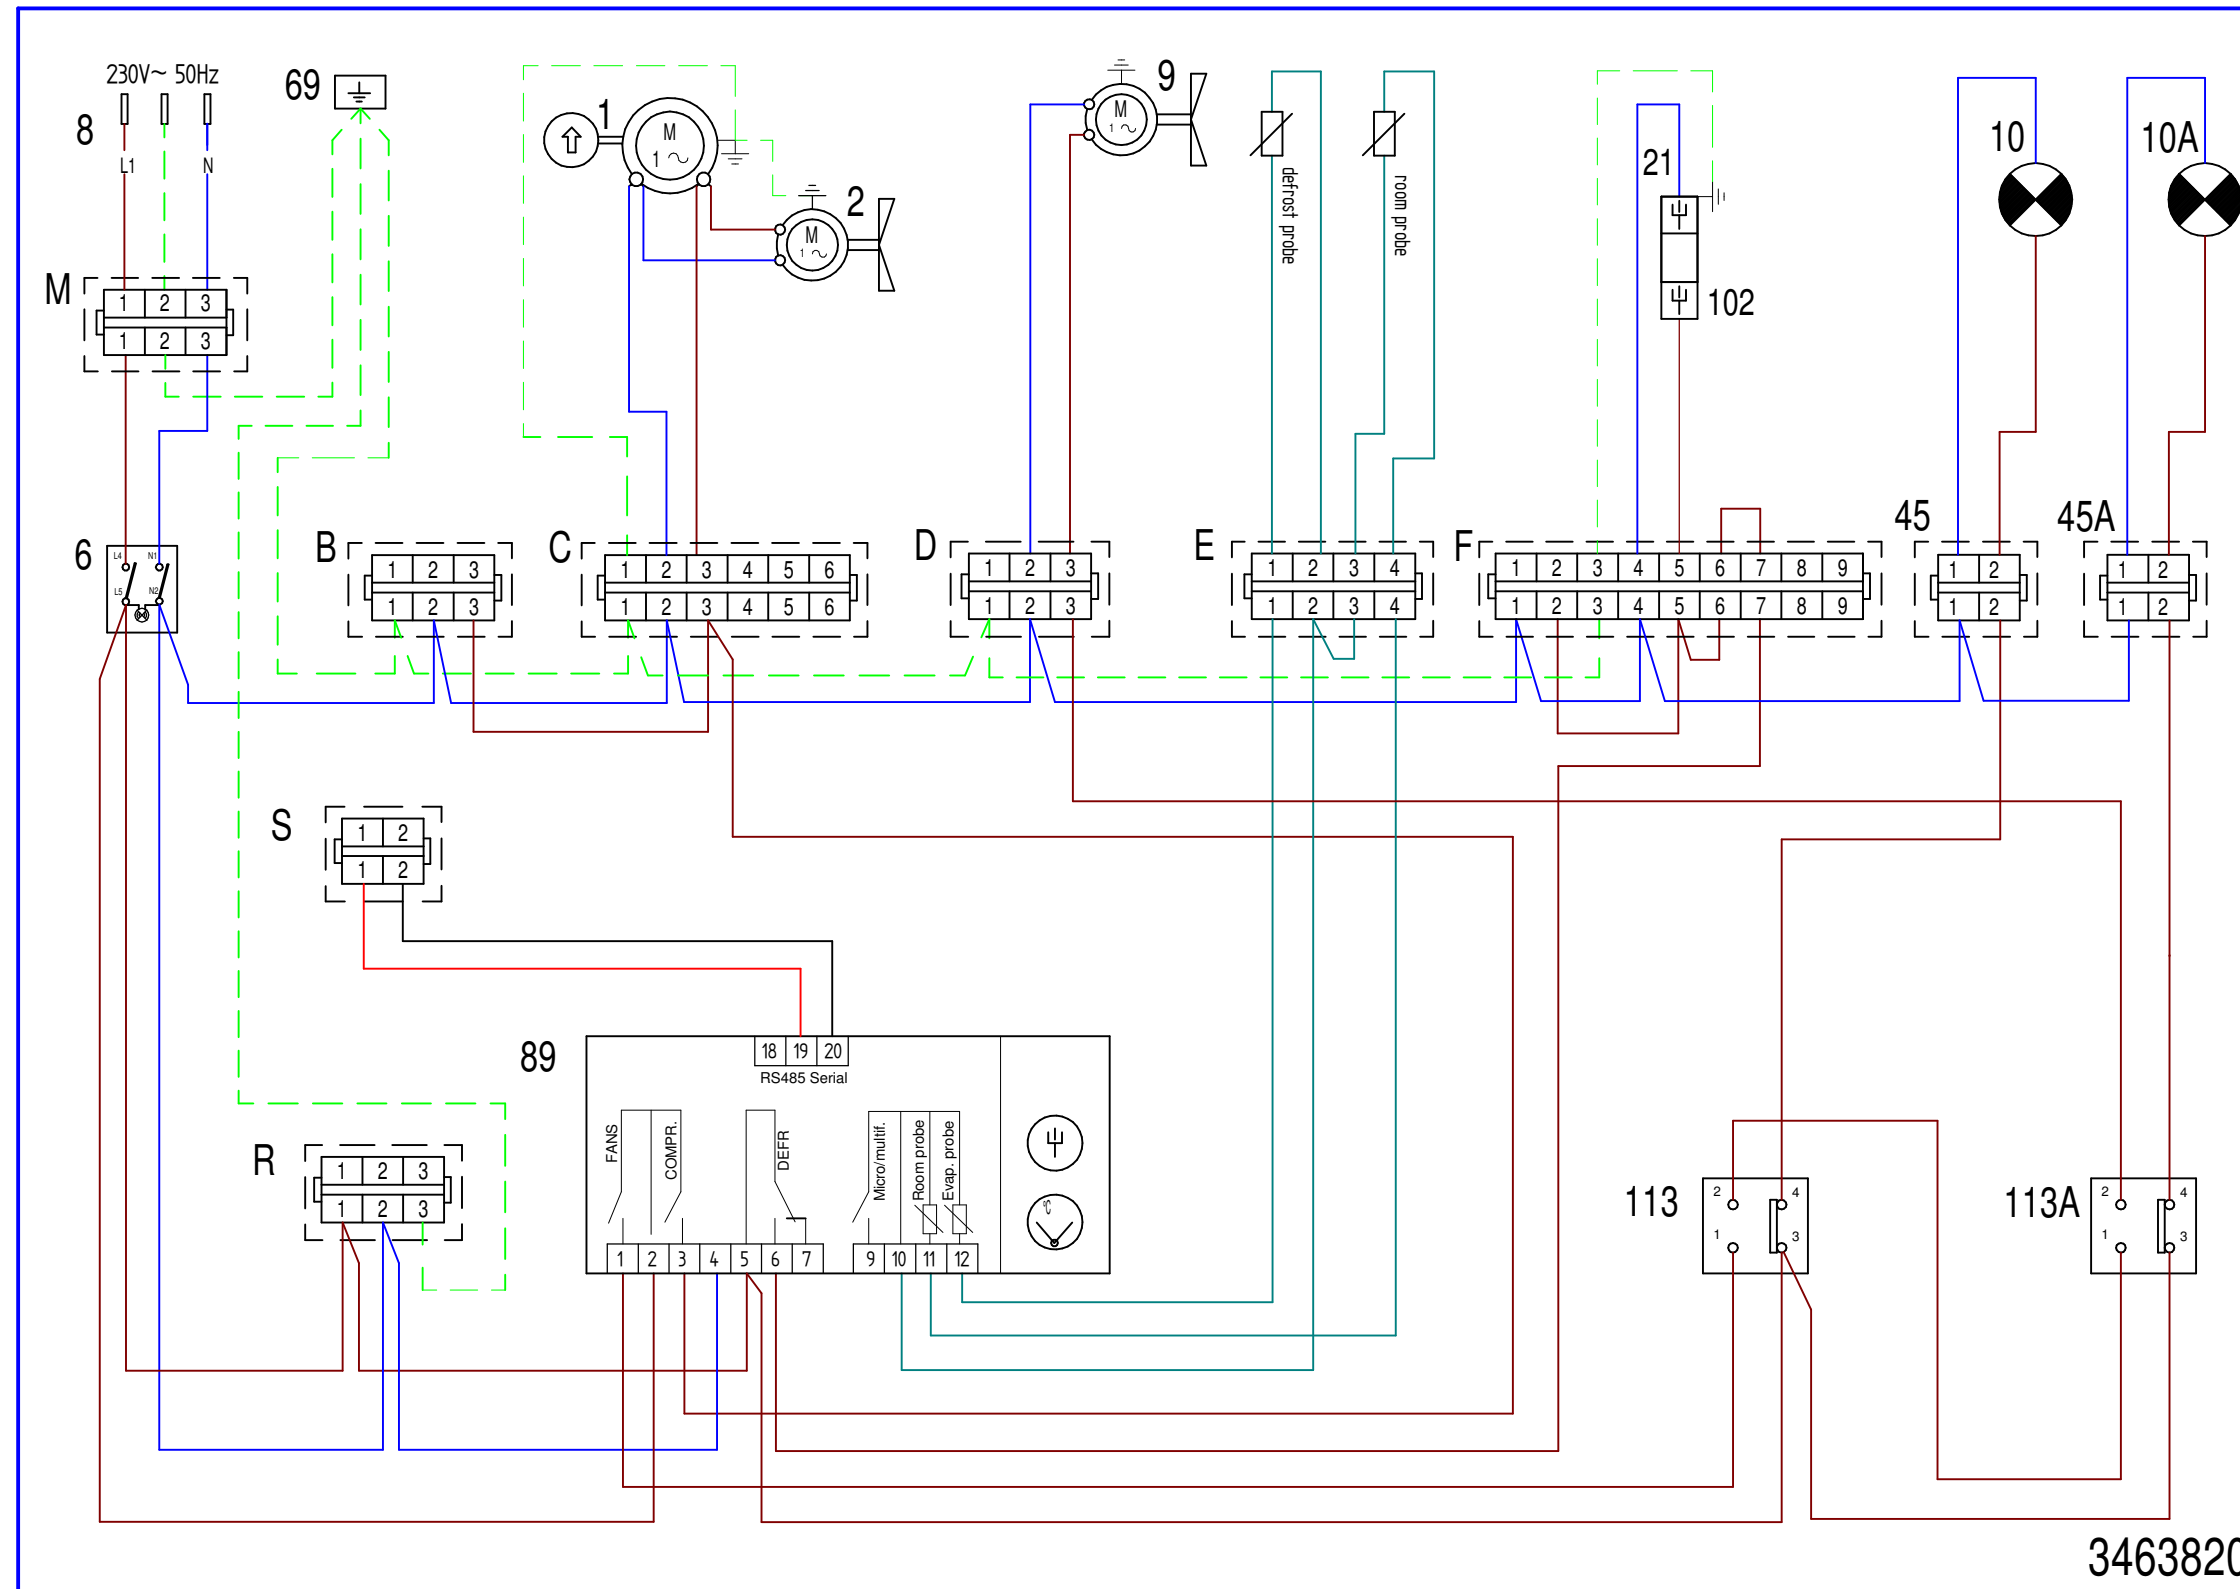 230V~ 50Hz
69
8
L1
N
1
M
1
2
M
1
9
M
1
defrost probe
room probe
21
102
10
10A
M
1 2 3
1 2 3
6
L4 N1
L5 N2
B
1 2 3
1 2 3
C
1 2 3 4 5 6
1 2 3 4 5 6
D
1 2 3
1 2 3
E
1 2 3 4
1 2 3 4
F
1 2 3 4 5 6 7 8 9
1 2 3 4 5 6 7 8 9
45
1 2
1 2
45A
1 2
1 2
S
1 2
1 2
89
18 19 20
RS485 Serial
FANS
COMPR.
DEFR
Micro/multif.
Room probe
Evap. probe
°C
1 2 3 4 5 6 7
9 10 11 12
R
1 2 3
1 2 3
113
2 4
1 3
113A
2 4
1 3
3463820